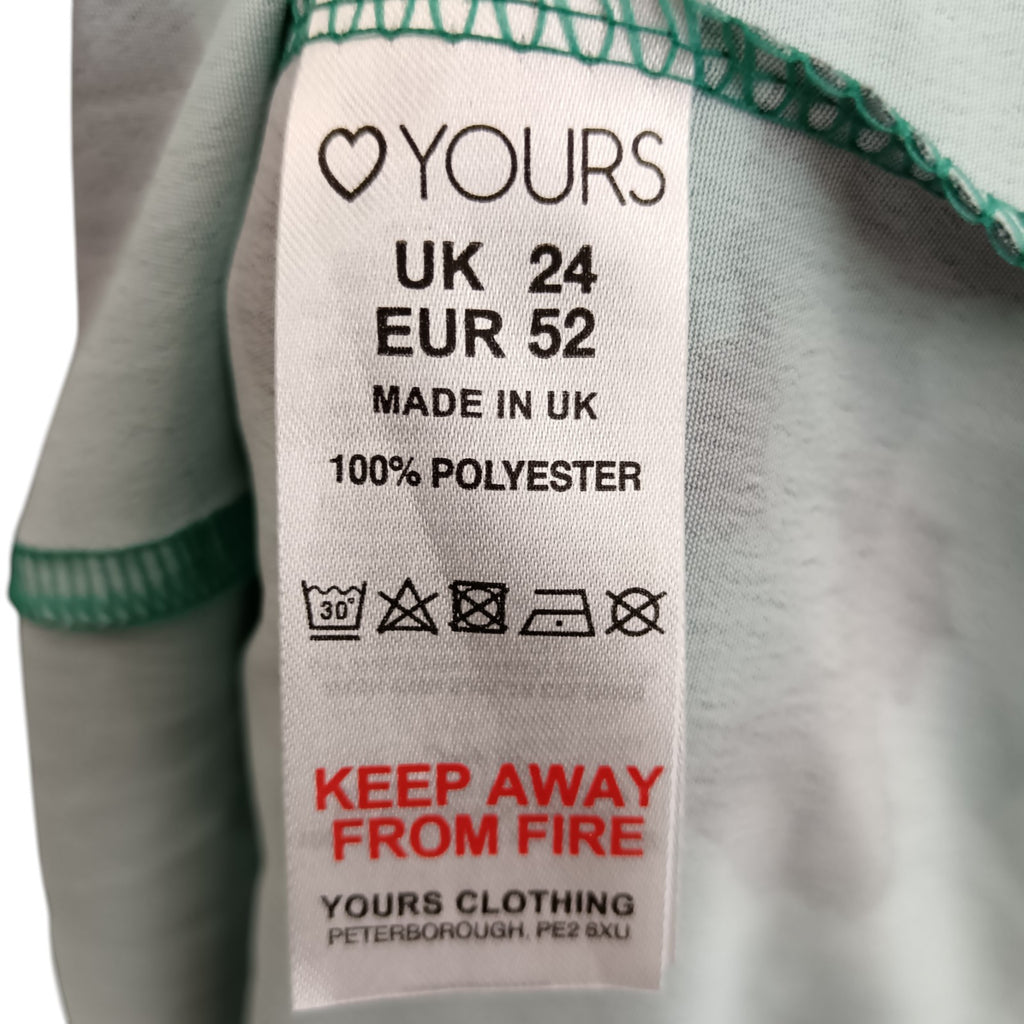 YOURS
UK 24
EUR 52
MADE IN UK
100% POLYESTER
30°
KEEP AWAY
FROM FIRE
YOURS CLOTHING
PETERBOROUGH. PE2 6XU